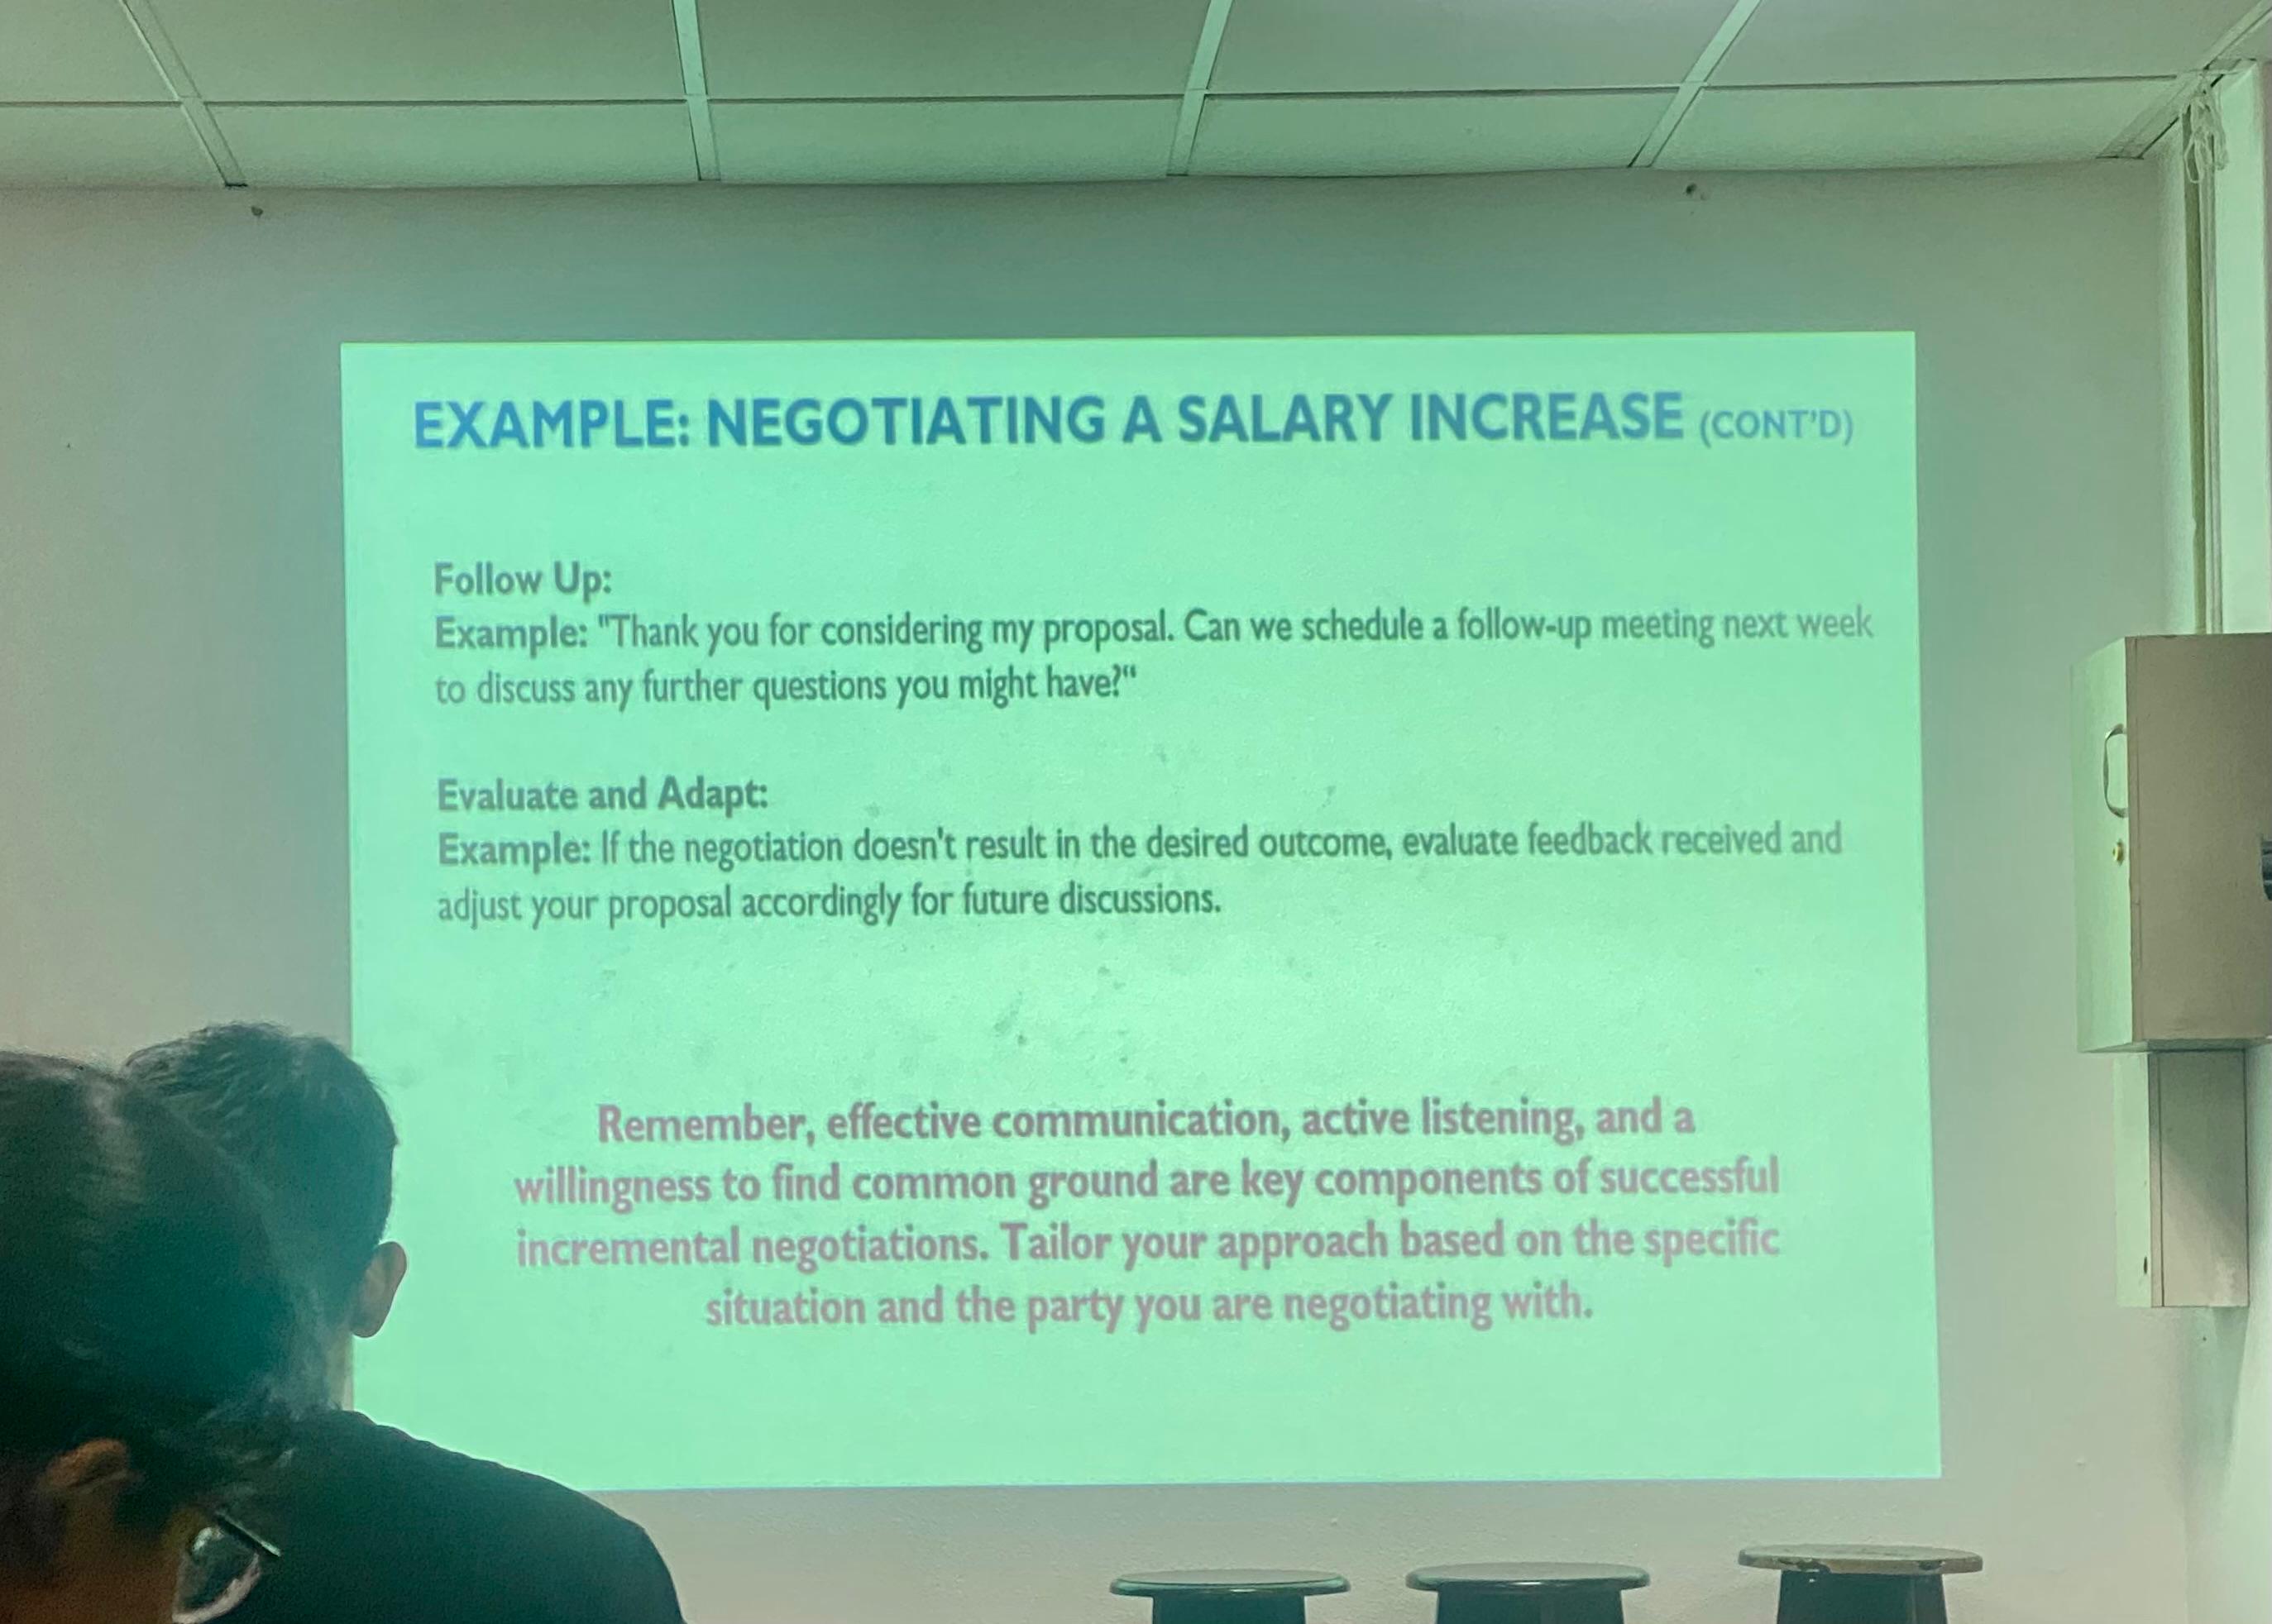 EXAMPLE: NEGOTIATING A SALARY INCREASE (CONT'D)
Follow Up:
Example: "Thank you for considering my proposal. Can we schedule a follow-up meeting next week
to discuss any further questions you might have?"
Evaluate and Adapt:
Example: If the negotiation doesn't result in the desired outcome, evaluate feedback received and
adjust your proposal accordingly for future discussions.
Remember, effective communication, active listening, and a
willingness to find common ground are key components of successful
incremental negotiations. Tailor your approach based on the specific
situation and the party you are negotiating with.